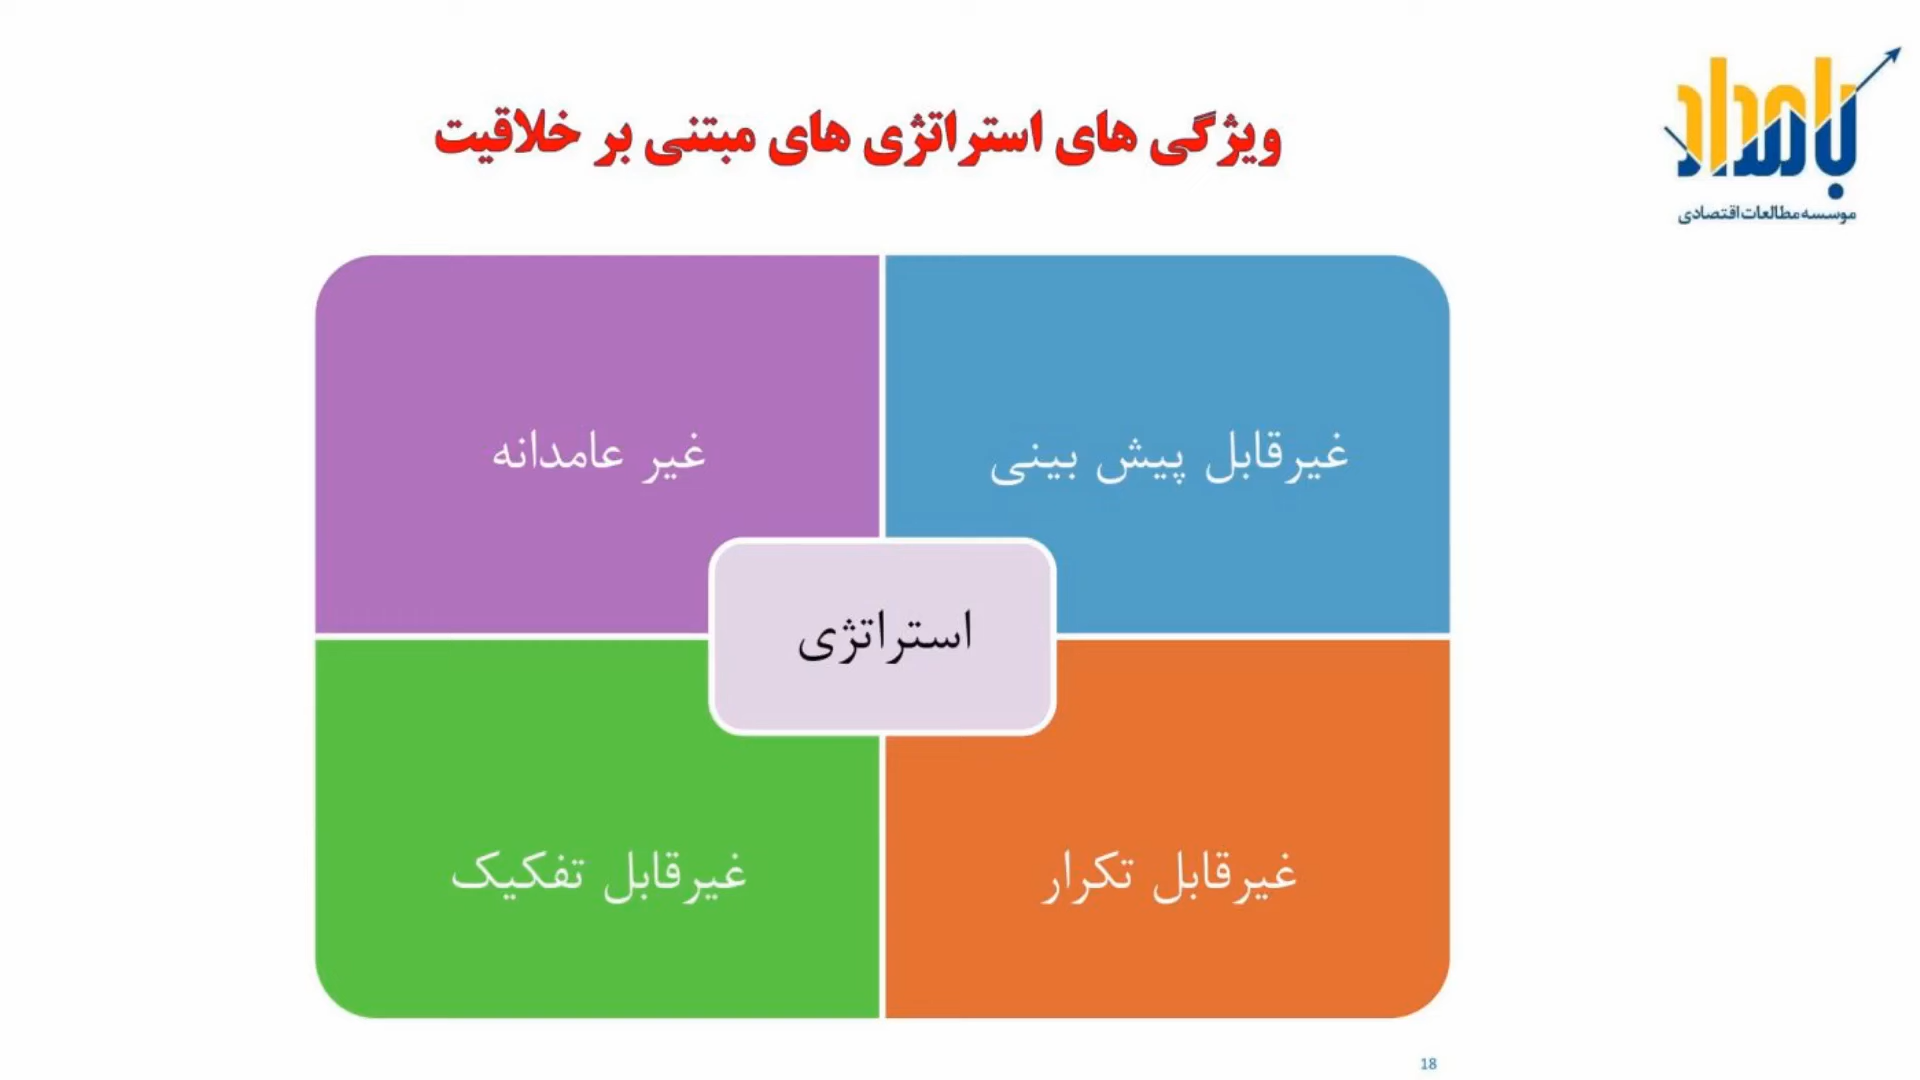 بامداد
موسسه مطالعات اقتصادی
ویژگی های استراتژی های مبتنی بر خلاقیت
غیرقابل پیش بینی
غیر عامدانه
استراتژی
غیرقابل تکرار
غیرقابل تفکیک
18